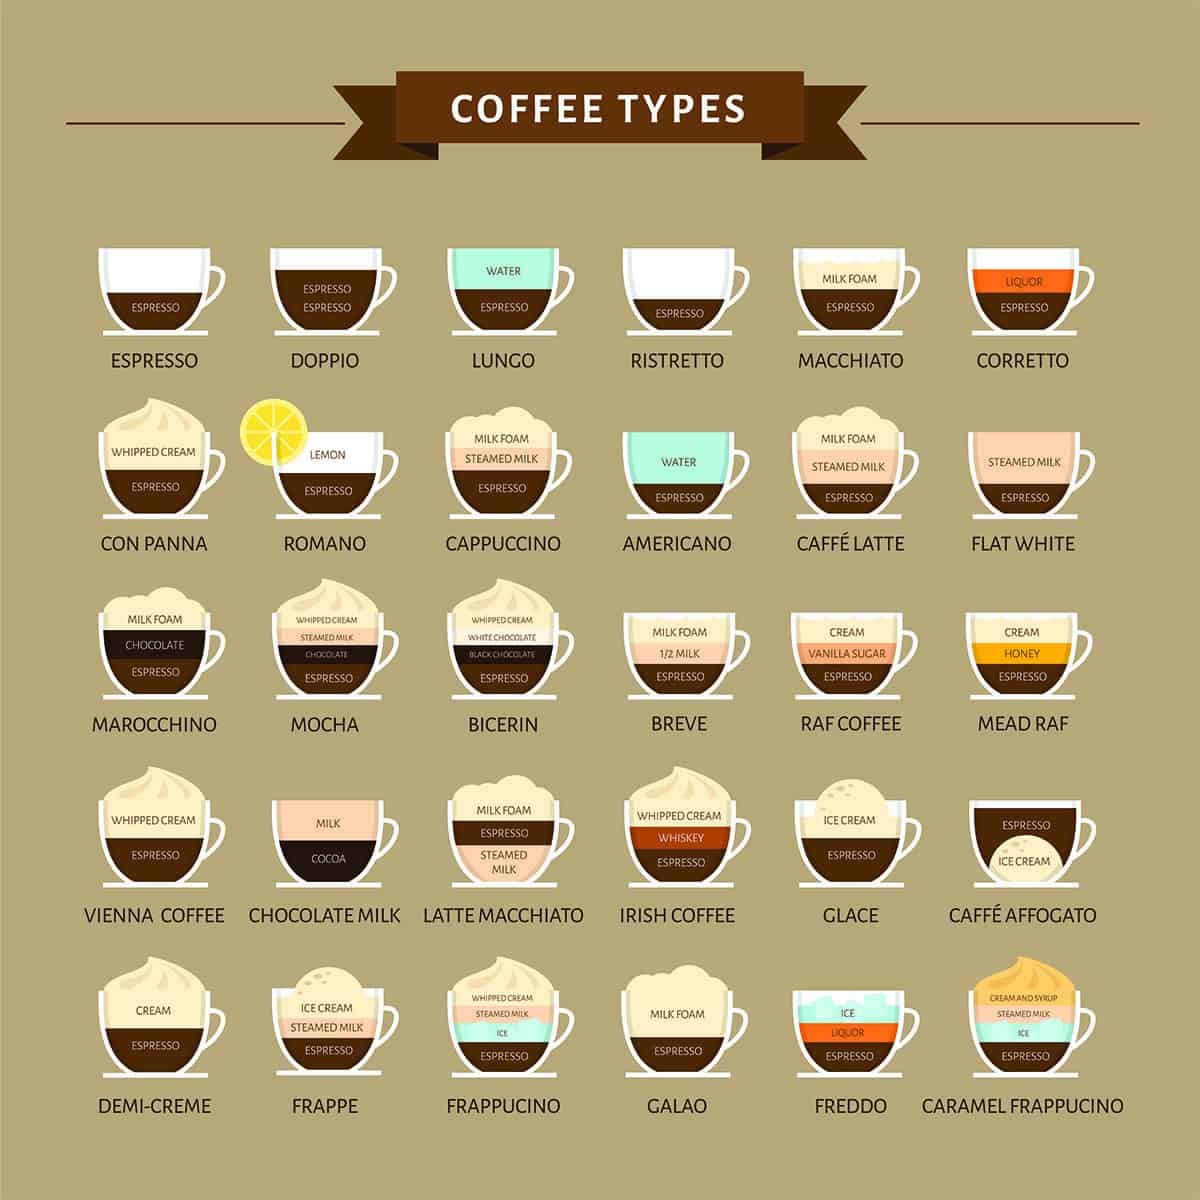 COFFEE TYPES
WATER
MILK FOAM
LIQUOR
ESPRESSO
ESPRESSO
ESPRESSO
ESPRESSO
ESPRESSO
ESPRESSO
ESPRESSO
ESPRESSO
DOPPIO
LUNGO
RISTRETTO
MACCHIATO
CORRETTO
WHIPPED CREAM
ESPRESSO
CON PANNA
LEMON
ESPRESSO
ROMANO
MILK FOAM
STEAMED MILK
ESPRESSO
CAPPUCCINO
WATER
ESPRESSO
AMERICANO
MILK FOAM
STEAMED MILK
ESPRESSO
CAFFÉ LATTE
STEAMED MILK
ESPRESSO
FLAT WHITE
MILK FOAM
CHOCOLATE
ESPRESSO
MAROCCHINO
WHIPPED CREAM
STEAMED MILK
CHOCOLATE
ESPRESSO
MOCHA
WHIPPED CREAM
WHITE CHOCOLATE
BLACK CHOCOLATE
ESPRESSO
BICERIN
MILK FOAM
1/2 MILK
ESPRESSO
BREVE
CREAM
VANILLA SUGAR
ESPRESSO
RAF COFFEE
CREAM
HONEY
ESPRESSO
MEAD RAF
WHIPPED CREAM
ESPRESSO
VIENNA COFFEE
MILK
COCOA
CHOCOLATE MILK
MILK FOAM
ESPRESSO
STEAMED
MILK
LATTE MACCHIATO
WHIPPED CREAM
WHISKEY
ESPRESSO
IRISH COFFEE
ICE CREAM
ESPRESSO
GLACE
ESPRESSO
ICE CREAM
CAFFÉ AFFOGATO
CREAM
ESPRESSO
DEMI-CREME
ICE CREAM
STEAMED MILK
ESPRESSO
FRAPPE
WHIPPED CREAM
STEAMED MILK
ICE
ESPRESSO
FRAPPUCINO
MILK FOAM
ESPRESSO
GALAO
ICE
LIQUOR
ESPRESSO
FREDDO
CREAM AND SYRUP
STEAMED MILK
ICE
ESPRESSO
CARAMEL FRAPPUCINO